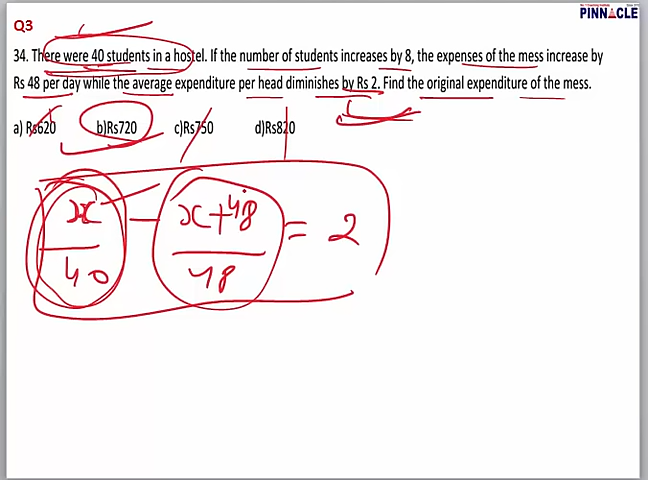 PINNACLE
Q3
34. There were 40 students in a hostel. If the number of students increases by 8, the expenses of the mess increase by
Rs 48 per day while the average expenditure per head diminishes by Rs 2. Find the original expenditure of the mess.
a) Rs620 b)Rs720 c)Rs750 d)Rs820
x/40 - x+48/48 = 2